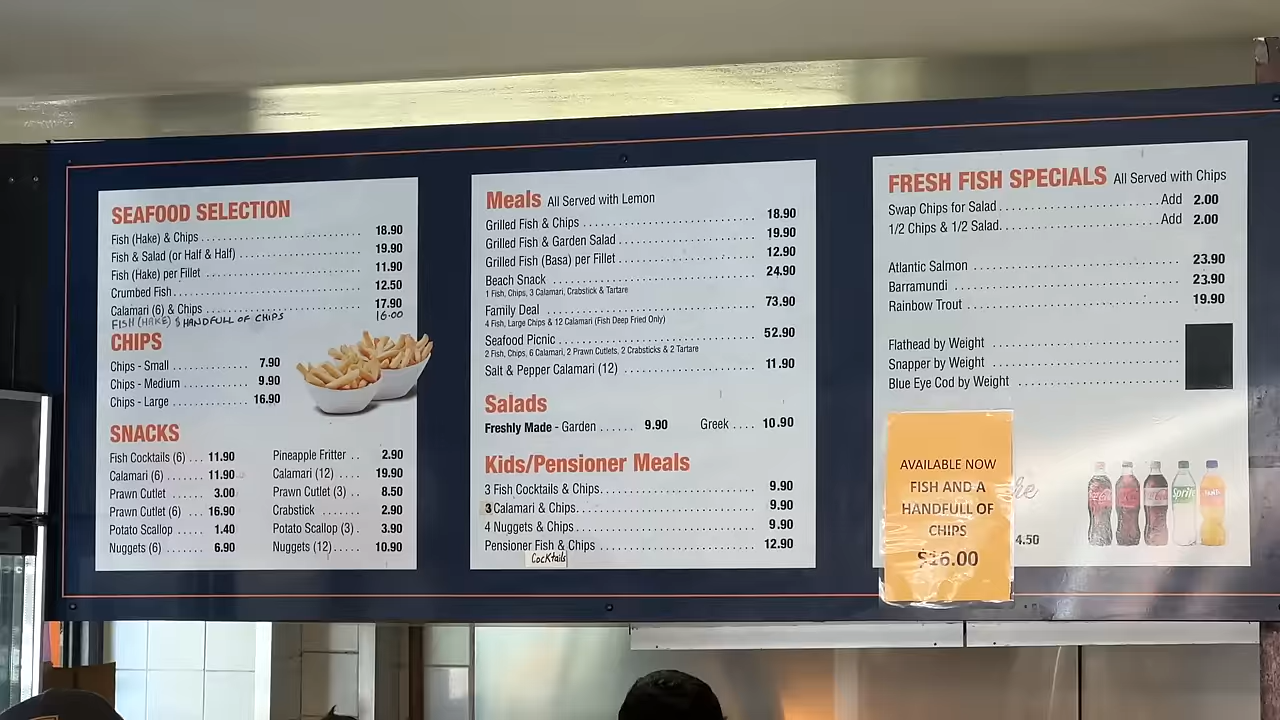 SEAFOOD SELECTION
Fish (Hake) & Chips 18.90
Fish & Salad (or Half & Half) 19.90
Fish (Hake) per Fillet 11.90
Crumbed Fish 12.50
Calamari (6) & Chips 17.90
FISH (HAKE) & HANDFULL OF CHIPS 16.00
CHIPS
Chips - Small 7.90
Chips - Medium 9.90
Chips - Large 16.90
SNACKS
Fish Cocktails (6) 11.90
Calamari (6) 11.90
Prawn Cutlet 3.00
Prawn Cutlet (6) 16.90
Potato Scallop 1.40
Nuggets (6) 6.90
Pineapple Fritter 2.90
Calamari (12) 19.90
Prawn Cutlet (3) 8.50
Crabstick 2.90
Potato Scallop (3) 3.90
Nuggets (12) 10.90
Meals All Served with Lemon
Grilled Fish & Chips 18.90
Grilled Fish & Garden Salad 19.90
Grilled Fish (Basa) per Fillet 12.90
Beach Snack 24.90
1 Fish, Chips, 3 Calamari, Crabstick & Tartare
Family Deal 73.90
4 Fish, Large Chips & 12 Calamari (Fish Deep Fried Only)
Seafood Picnic 52.90
2 Fish, Chips, 6 Calamari, 2 Prawn Cutlets, 2 Crabsticks & 2 Tartare
Salt & Pepper Calamari (12) 11.90
Salads
Freshly Made - Garden 9.90 Greek 10.90
Kids/Pensioner Meals
3 Fish Cocktails & Chips 9.90
3 Calamari & Chips 9.90
4 Nuggets & Chips 9.90
Pensioner Fish & Chips 12.90
Cocktails
FRESH FISH SPECIALS All Served with Chips
Swap Chips for Salad Add 2.00
1/2 Chips & 1/2 Salad Add 2.00
Atlantic Salmon 23.90
Barramundi 23.90
Rainbow Trout 19.90
Flathead by Weight
Snapper by Weight
Blue Eye Cod by Weight
AVAILABLE NOW
FISH AND A
HANDFULL OF
CHIPS
$16.00
4.50
Sprite